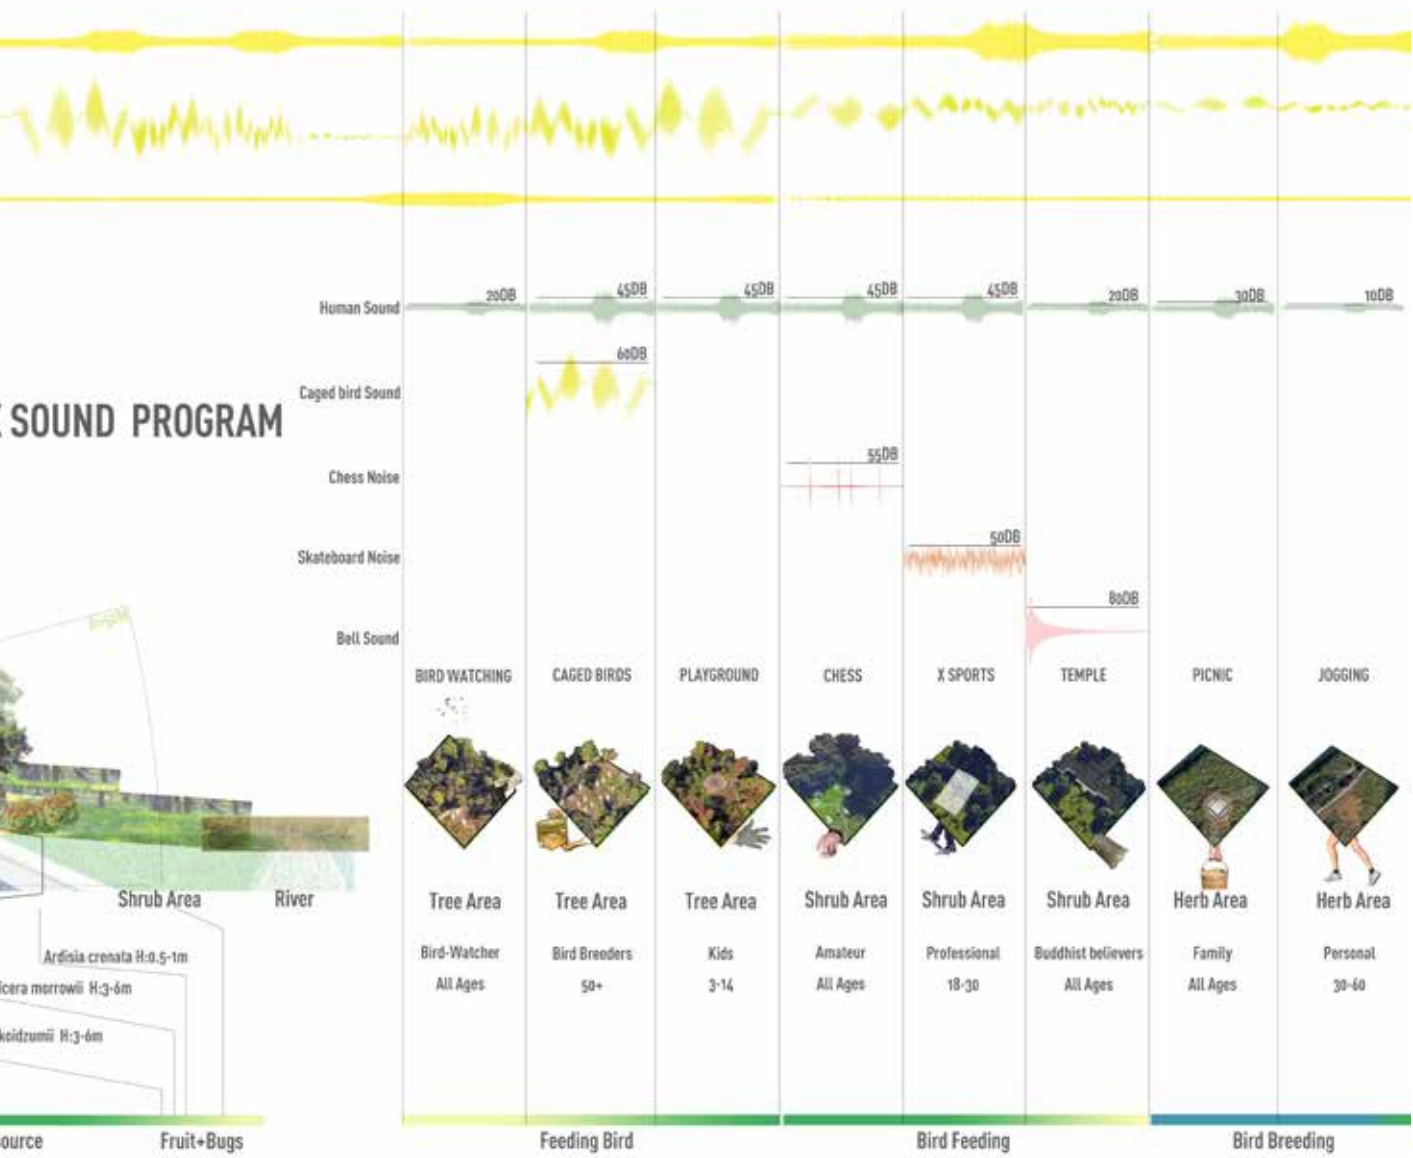 Human Sound
20DB
45DB
45DB
45DB
45DB
20DB
30DB
10DB
Caged bird Sound
60DB
SOUND PROGRAM
Chess Noise
55DB
Skateboard Noise
50DB
Bell Sound
80DB
BIRD WATCHING
CAGED BIRDS
PLAYGROUND
CHESS
X SPORTS
TEMPLE
PICNIC
JOGGING
Shrub Area
River
Tree Area
Tree Area
Tree Area
Shrub Area
Shrub Area
Shrub Area
Herb Area
Herb Area
Ardisia crenata H:0.5-1m
icera morrowii H:3-6m
koidzumii H:3-6m
Bird-Watcher
Bird Breeders
Kids
Amateur
Professional
Buddhist believers
Family
Personal
All Ages
50+
3-14
All Ages
18-30
All Ages
All Ages
30-60
ource
Fruit+Bugs
Feeding Bird
Bird Feeding
Bird Breeding